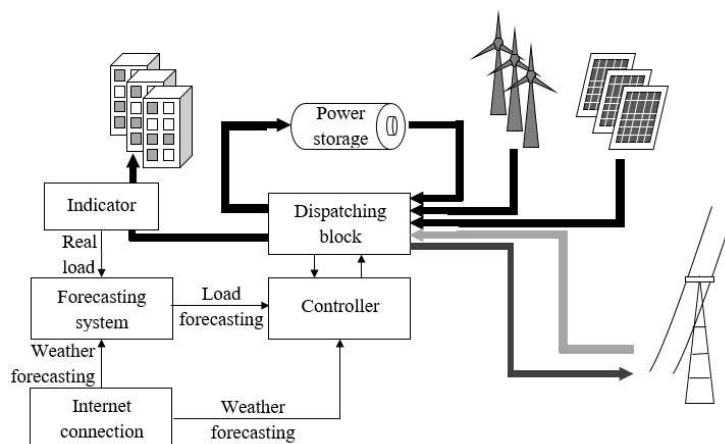 Power
storage
Indicator
Dispatching
block
Real
load
Forecasting
system
Load
forecasting
Controller
Weather
forecasting
Internet
connection
Weather
forecasting